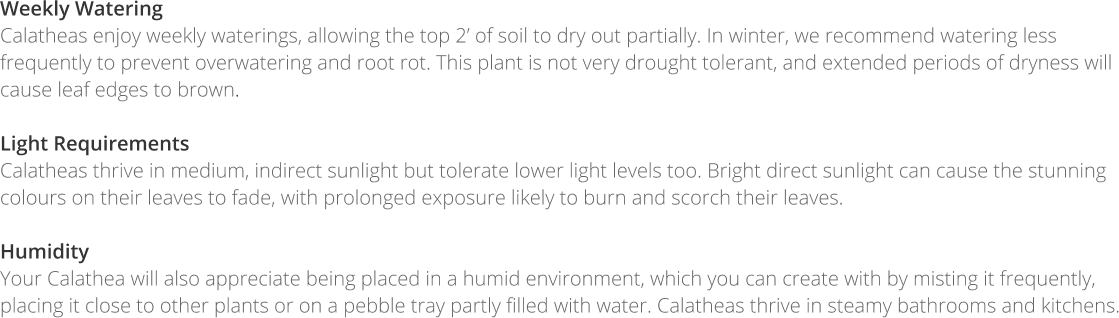 Weekly Watering
Calatheas enjoy weekly waterings, allowing the top 2’ of soil to dry out partially. In winter, we recommend watering less
frequently to prevent overwatering and root rot. This plant is not very drought tolerant, and extended periods of dryness will
cause leaf edges to brown.
Light Requirements
Calatheas thrive in medium, indirect sunlight but tolerate lower light levels too. Bright direct sunlight can cause the stunning
colours on their leaves to fade, with prolonged exposure likely to burn and scorch their leaves.
Humidity
Your Calathea will also appreciate being placed in a humid environment, which you can create with by misting it frequently,
placing it close to other plants or on a pebble tray partly filled with water. Calatheas thrive in steamy bathrooms and kitchens.